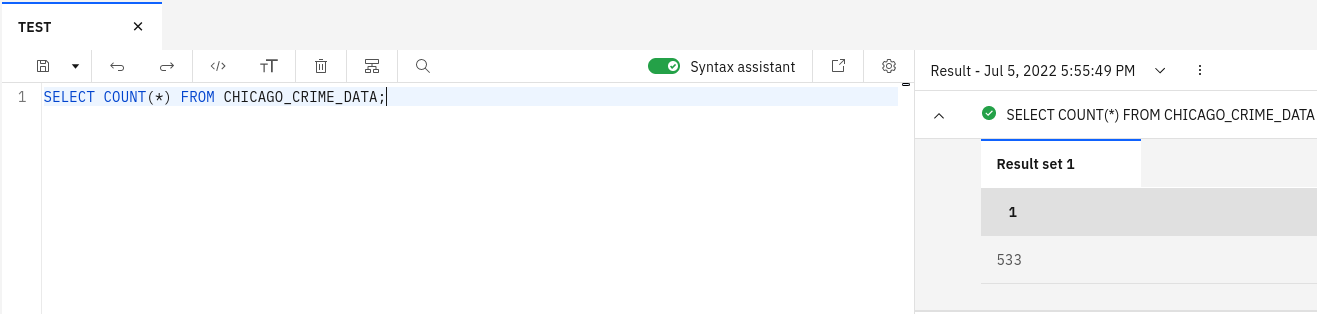 TEST
Syntax assistant
1 SELECT COUNT(*) FROM CHICAGO_CRIME_DATA;
Result - Jul 5, 2022 5:55:49 PM
SELECT COUNT(*) FROM CHICAGO_CRIME_DATA
Result set 1
1
533